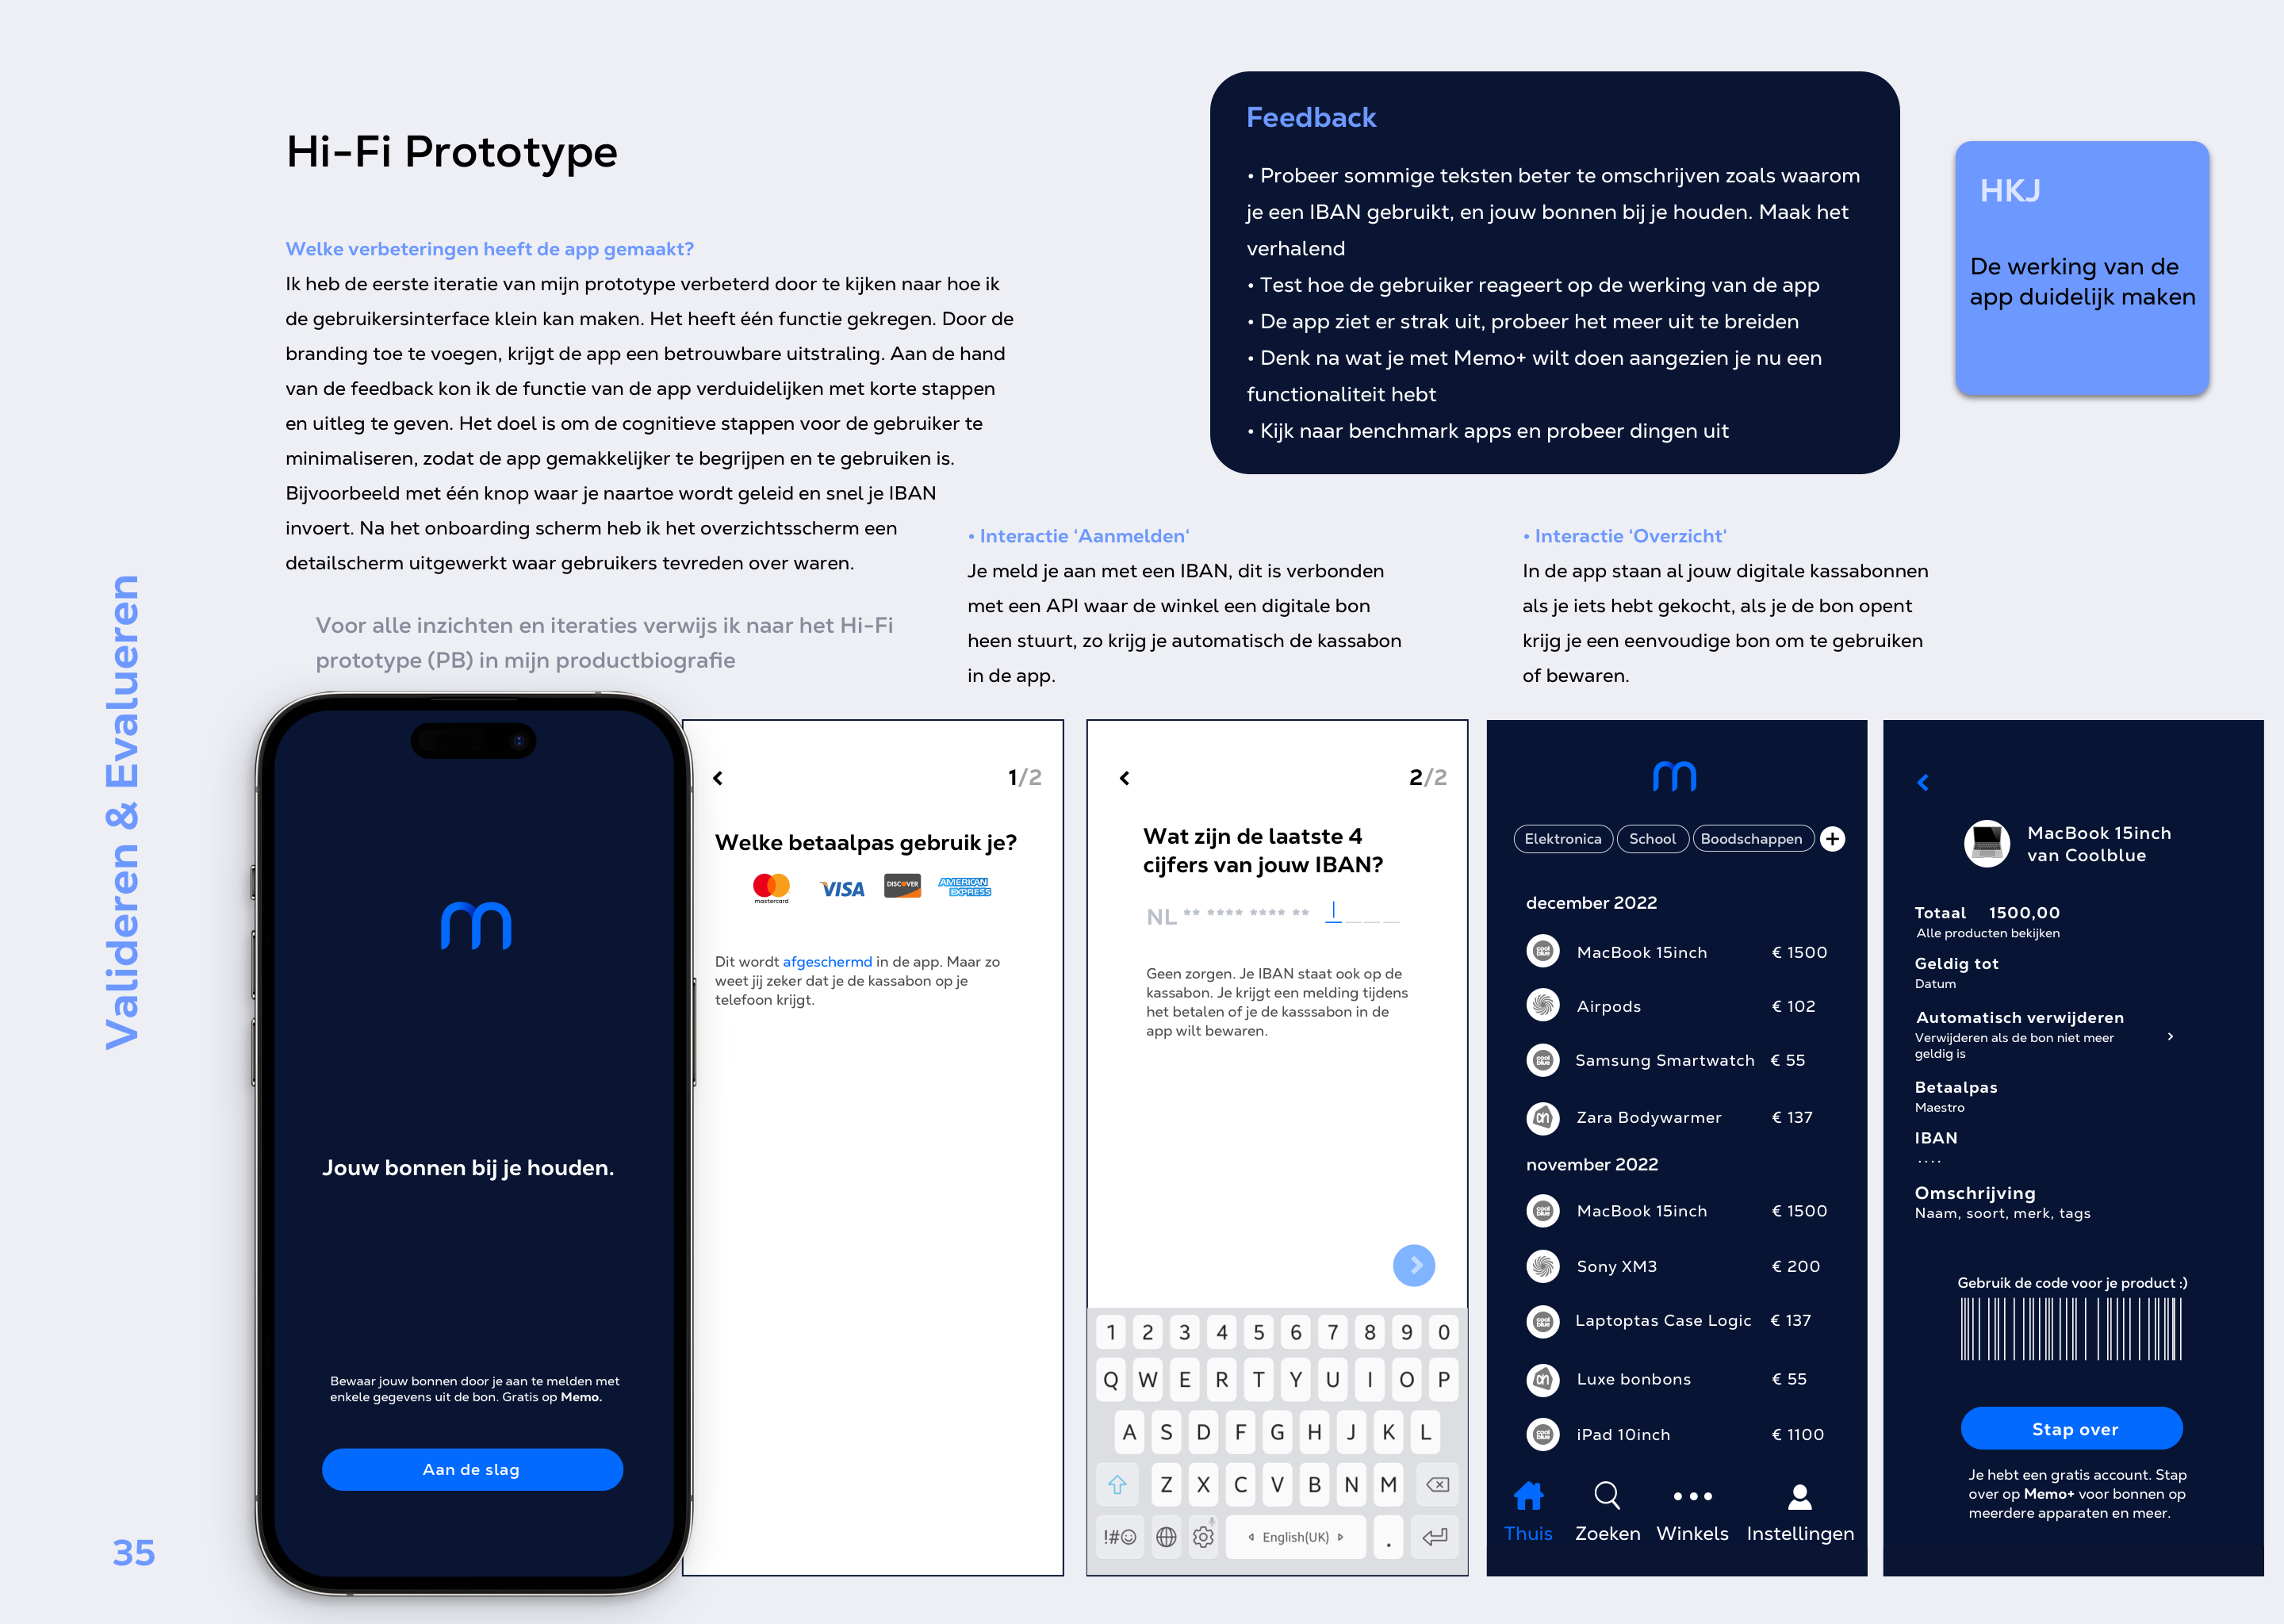 Hi-Fi Prototype
Welke verbeteringen heeft de app gemaakt?
Ik heb de eerste iteratie van mijn prototype verbeterd door te kijken naar hoe ik
de gebruikersinterface klein kan maken. Het heeft één functie gekregen. Door de
branding toe te voegen, krijgt de app een betrouwbare uitstraling. Aan de hand
van de feedback kon ik de functie van de app verduidelijken met korte stappen
en uitleg te geven. Het doel is om de cognitieve stappen voor de gebruiker te
minimaliseren, zodat de app gemakkelijker te begrijpen en te gebruiken is.
Bijvoorbeeld met één knop waar je naartoe wordt geleid en snel je IBAN
invoert. Na het onboarding scherm heb ik het overzichtsscherm een
detailscherm uitgewerkt waar gebruikers tevreden over waren.
Voor alle inzichten en iteraties verwijs ik naar het Hi-Fi
prototype (PB) in mijn productbiografie
Feedback
• Probeer sommige teksten beter te omschrijven zoals waarom
je een IBAN gebruikt, en jouw bonnen bij je houden. Maak het
verhalend
• Test hoe de gebruiker reageert op de werking van de app
• De app ziet er strak uit, probeer het meer uit te breiden
• Denk na wat je met Memo+ wilt doen aangezien je nu een
functionaliteit hebt
• Kijk naar benchmark apps en probeer dingen uit
HKJ
De werking van de
app duidelijk maken
• Interactie ‘Aanmelden‘
Je meld je aan met een IBAN, dit is verbonden
met een API waar de winkel een digitale bon
heen stuurt, zo krijg je automatisch de kassabon
in de app.
• Interactie ‘Overzicht‘
In de app staan al jouw digitale kassabonnen
als je iets hebt gekocht, als je de bon opent
krijg je een eenvoudige bon om te gebruiken
of bewaren.
Valideren & Evalueren
35
Jouw bonnen bij je houden.
Bewaar jouw bonnen door je aan te melden met
enkele gegevens uit de bon. Gratis op Memo.
Aan de slag
1/2
Welke betaalpas gebruik je?
mastercard
VISA
DISCOVER
AMERICAN
EXPRESS
Dit wordt afgeschermd in de app. Maar zo
weet jij zeker dat je de kassabon op je
telefoon krijgt.
2/2
Wat zijn de laatste 4
cijfers van jouw IBAN?
NL ** **** **** **
Geen zorgen. Je IBAN staat ook op de
kassabon. Je krijgt een melding tijdens
het betalen of je de kasssabon in de
app wilt bewaren.
1 2 3 4 5 6 7 8 9 0
Q W E R T Y U I O P
A S D F G H J K L
Z X C V B N M
!#☺ English(UK) .
Elektronica School Boodschappen +
december 2022
cool blue MacBook 15inch € 1500
Airpods € 102
cool blue Samsung Smartwatch € 55
Zara Bodywarmer € 137
november 2022
cool blue MacBook 15inch € 1500
Sony XM3 € 200
cool blue Laptoptas Case Logic € 137
Luxe bonbons € 55
cool blue iPad 10inch € 1100
Thuis Zoeken Winkels Instellingen
MacBook 15inch
van Coolblue
Totaal 1500,00
Alle producten bekijken
Geldig tot
Datum
Automatisch verwijderen
Verwijderen als de bon niet meer
geldig is
Betaalpas
Maestro
IBAN
....
Omschrijving
Naam, soort, merk, tags
Gebruik de code voor je product :)
Stap over
Je hebt een gratis account. Stap
over op Memo+ voor bonnen op
meerdere apparaten en meer.